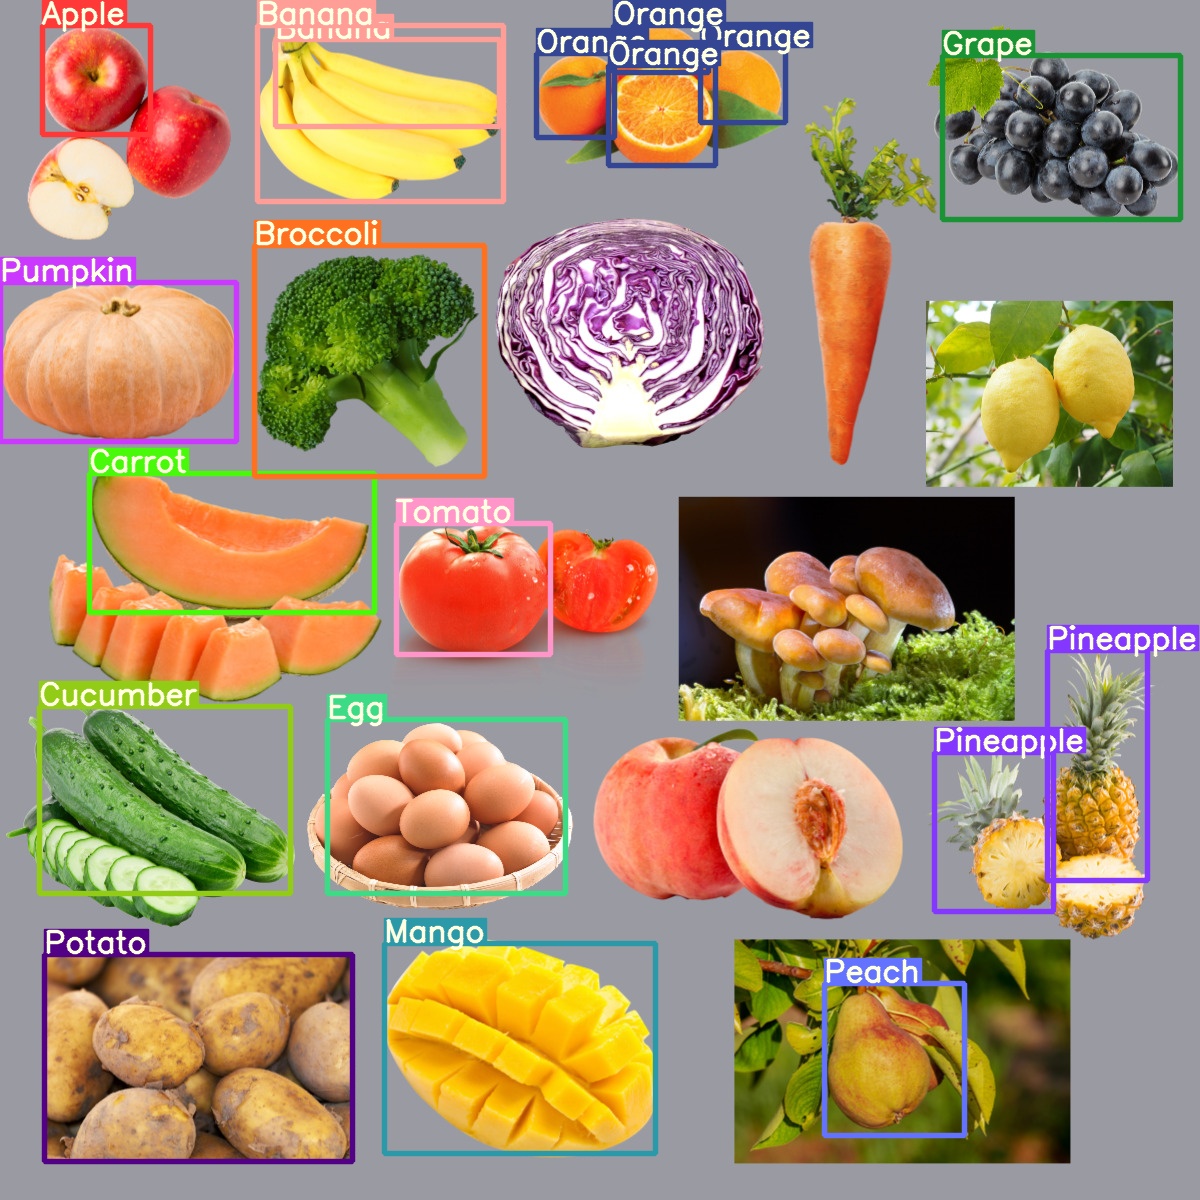 Apple
Banana
Banana
Orange
Orange
Orange
Orange
Grape
Pumpkin
Broccoli
Carrot
Tomato
Cucumber
Egg
Pineapple
Pineapple
Potato
Mango
Peach